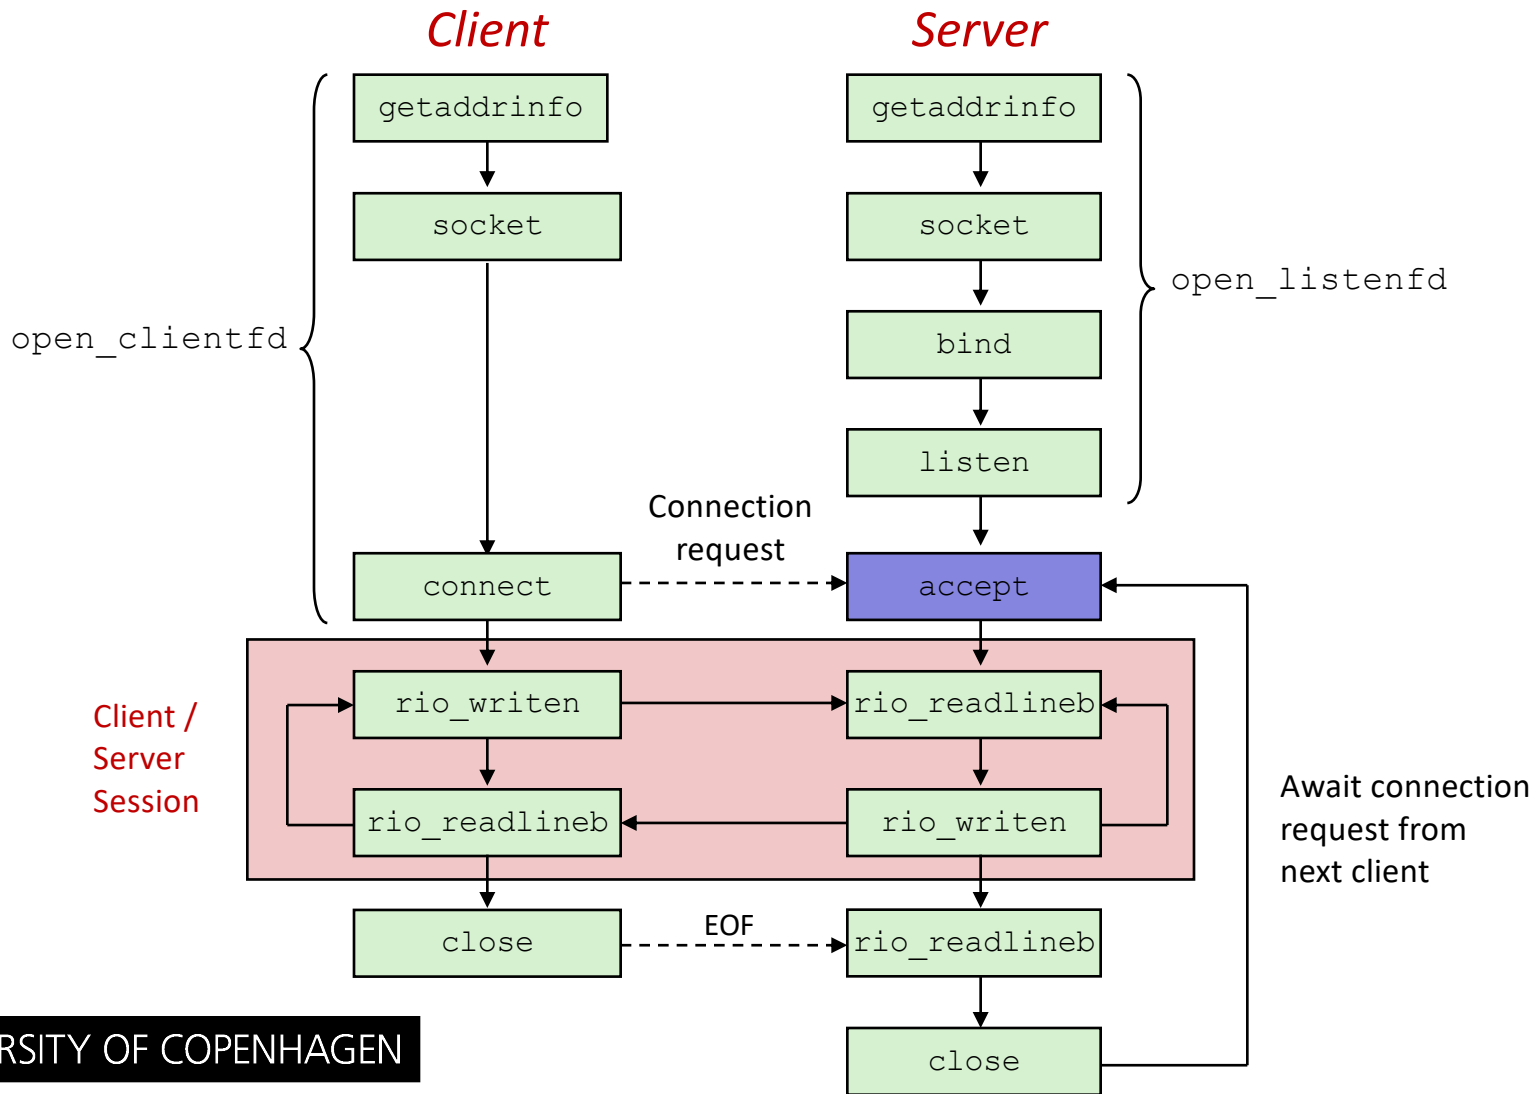 Client
Server
getaddrinfo
getaddrinfo
socket
socket
open_listenfd
open_clientfd
bind
listen
Connection
request
connect
accept
Client /
Server
Session
rio_writen
rio_readlineb
rio_readlineb
rio_writen
Await connection
request from
next client
close
EOF
rio_readlineb
RSITY OF COPENHAGEN
close